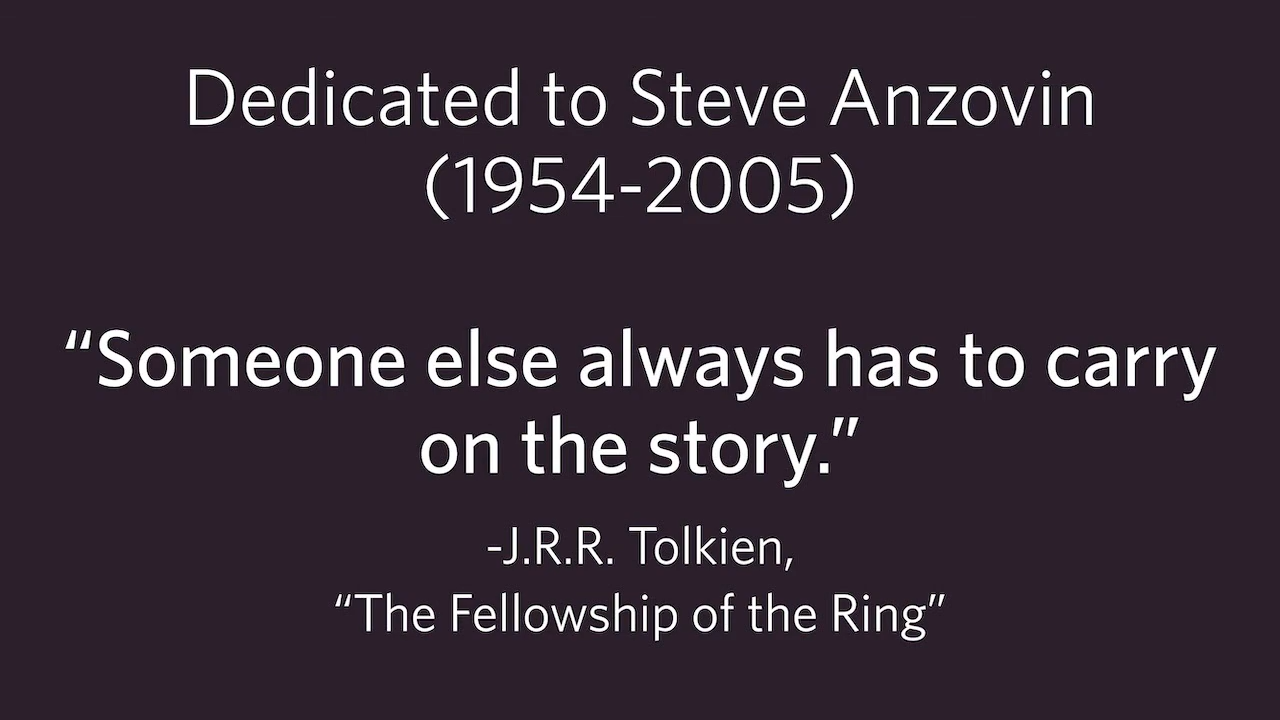 Dedicated to Steve Anzovin
(1954-2005)
“Someone else always has to carry
on the story.”
-J.R.R. Tolkien,
“The Fellowship of the Ring”